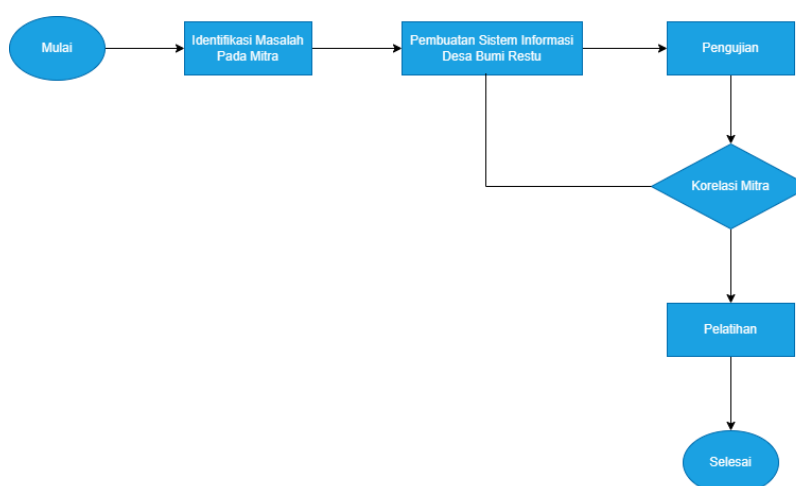 Mulai
Identifikasi Masalah
Pada Mitra
Pembuatan Sistem Informasi
Desa Bumi Restu
Pengujian
Korelasi Mitra
Pelatihan
Selesai